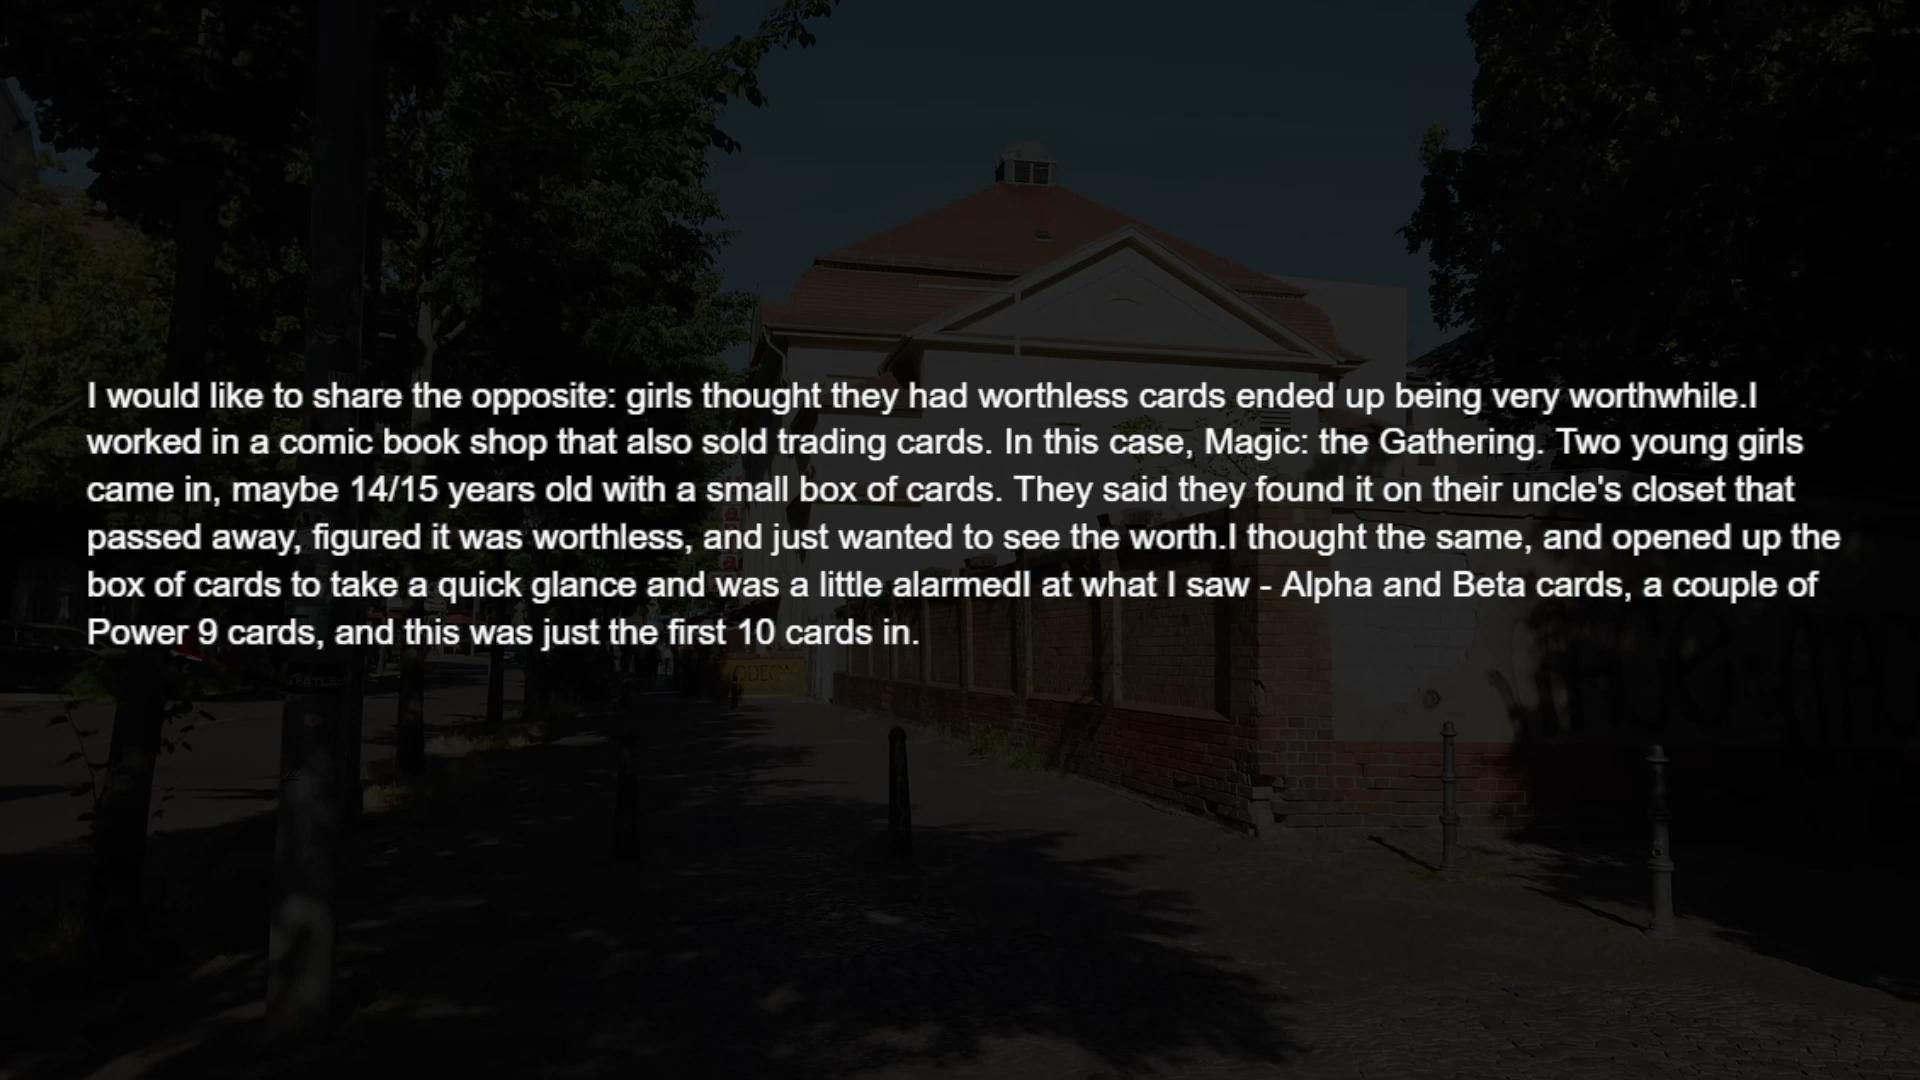 I would like to share the opposite: girls thought they had worthless cards ended up being very worthwhile.I
worked in a comic book shop that also sold trading cards. In this case, Magic: the Gathering. Two young girls
came in, maybe 14/15 years old with a small box of cards. They said they found it on their uncle's closet that
passed away, figured it was worthless, and just wanted to see the worth.I thought the same, and opened up the
box of cards to take a quick glance and was a little alarmedI at what I saw - Alpha and Beta cards, a couple of
Power 9 cards, and this was just the first 10 cards in.